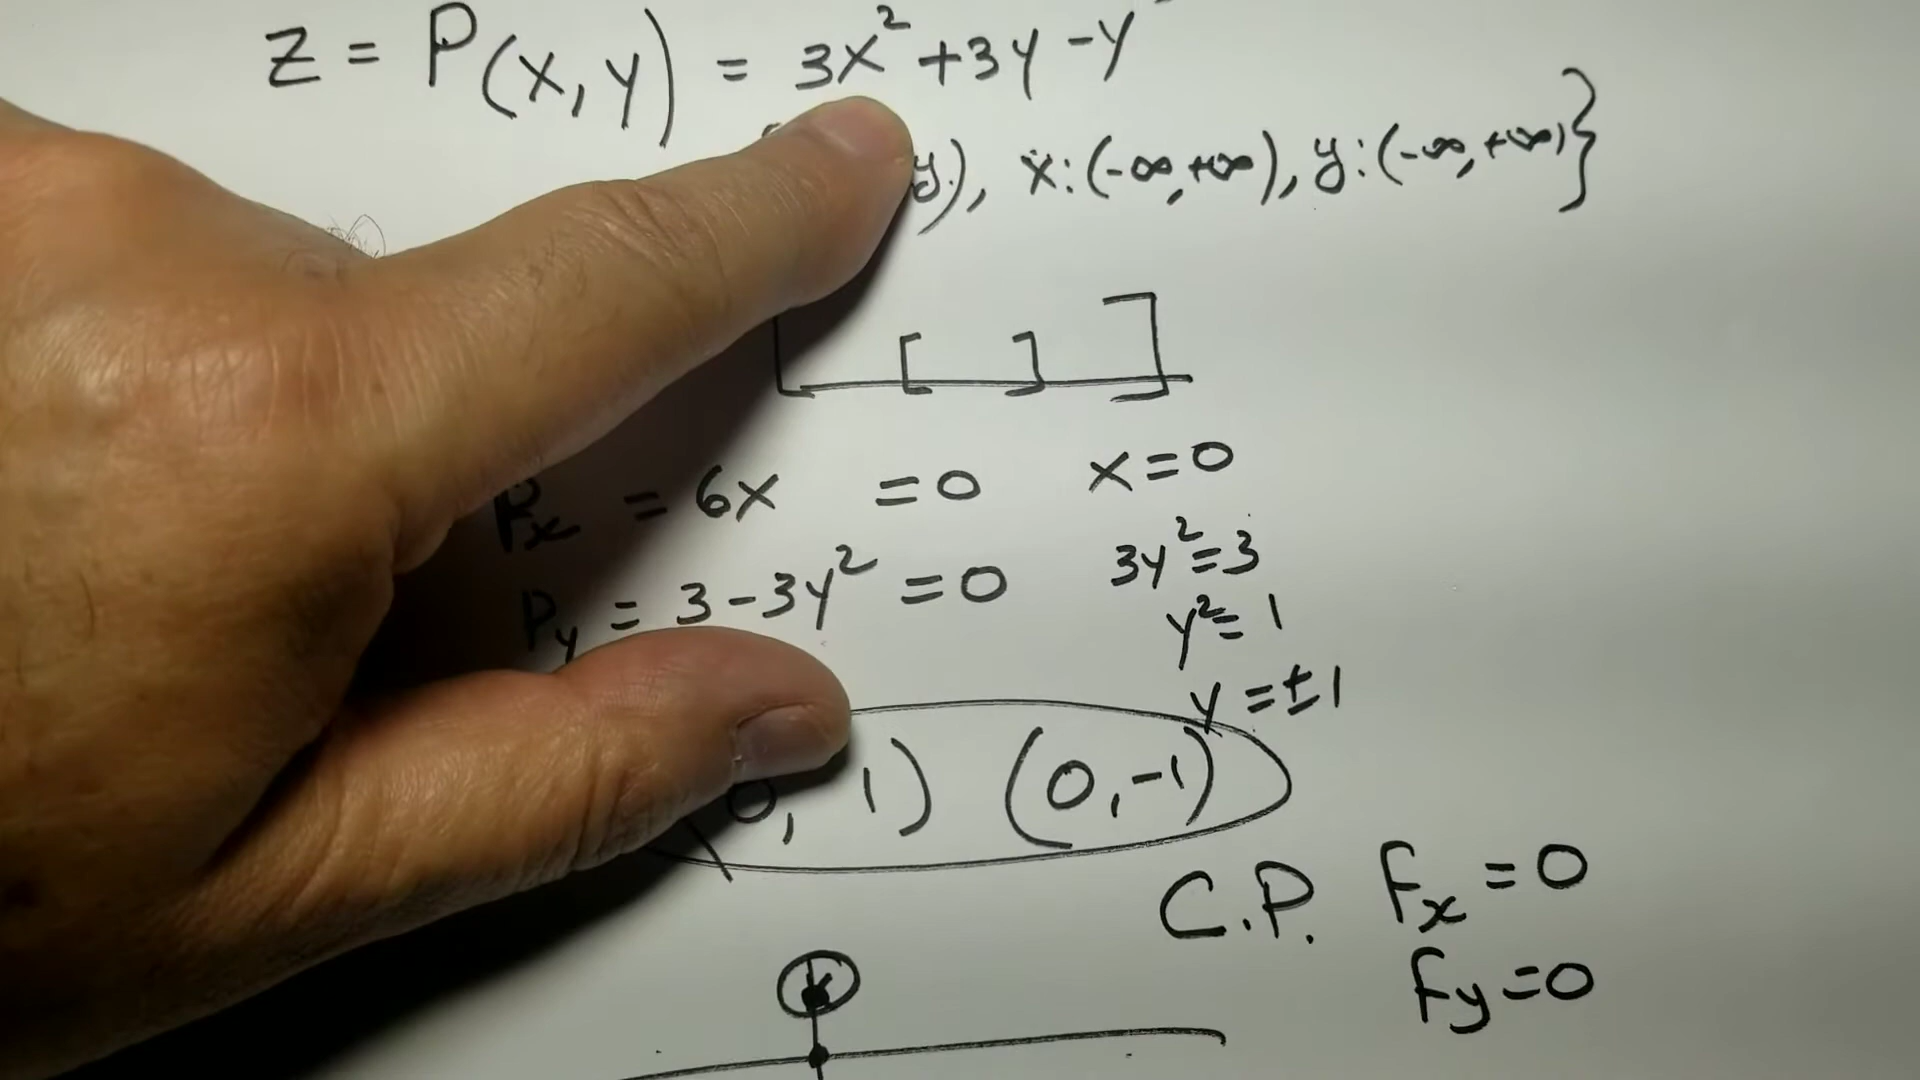 z = P(x,y) = 3x² + 3y - y
y), x:(-∞,+∞), y:(-∞,+∞)}
[ [ ] ]
Px = 6x = 0 x = 0
Py = 3 - 3y² = 0 3y² = 3
y² = 1
y = ±1
(0, 1) (0,-1)
C.P. Fx = 0
Fy = 0